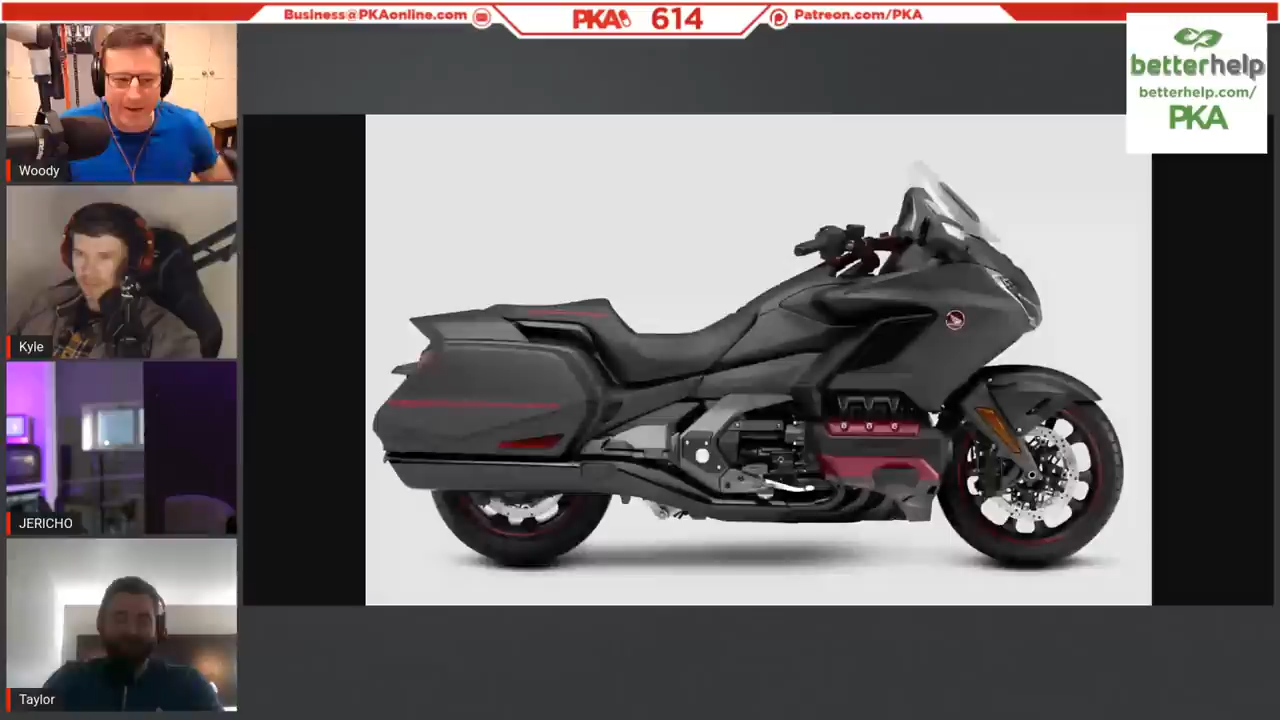 Business@PKAonline.com
PKA 614
Patreon.com/PKA
betterhelp
betterhelp.com/
PKA
Woody
Kyle
JERICHO
Taylor